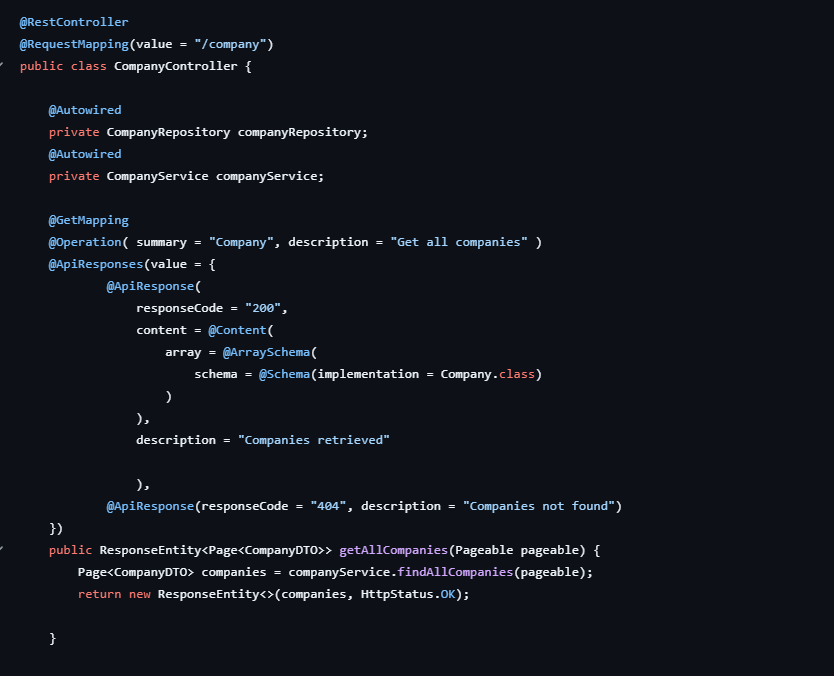 @RestController
@RequestMapping(value = "/company")
public class CompanyController {
@Autowired
private CompanyRepository companyRepository;
@Autowired
private CompanyService companyService;
@GetMapping
@Operation( summary = "Company", description = "Get all companies" )
@ApiResponses(value = {
@ApiResponse(
responseCode = "200",
content = @Content(
array = @ArraySchema(
schema = @Schema(implementation = Company.class)
)
),
description = "Companies retrieved"
),
@ApiResponse(responseCode = "404", description = "Companies not found")
})
public ResponseEntity<Page<CompanyDTO>> getAllCompanies(Pageable pageable) {
Page<CompanyDTO> companies = companyService.findAllCompanies(pageable);
return new ResponseEntity<>(companies, HttpStatus.OK);
}